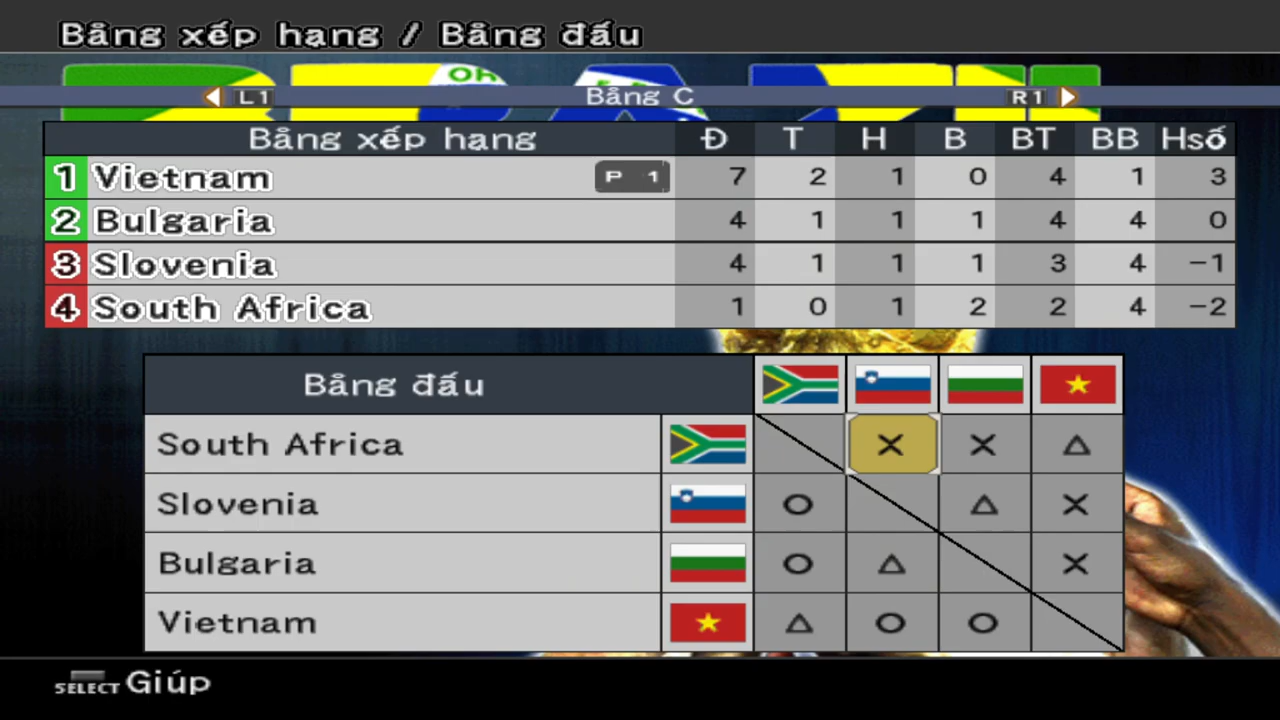 Bảng xếp hạng / Bảng đấu
L1 Bảng C R1
Bảng xếp hạng Đ T H B BT BB Hsố
1 Vietnam P 1 7 2 1 0 4 1 3
2 Bulgaria 4 1 1 1 4 4 0
3 Slovenia 4 1 1 1 3 4 -1
4 South Africa 1 0 1 2 2 4 -2
Bảng đấu
South Africa × × △
Slovenia ○ △ ×
Bulgaria ○ △ ×
Vietnam △ ○ ○
SELECT Giúp